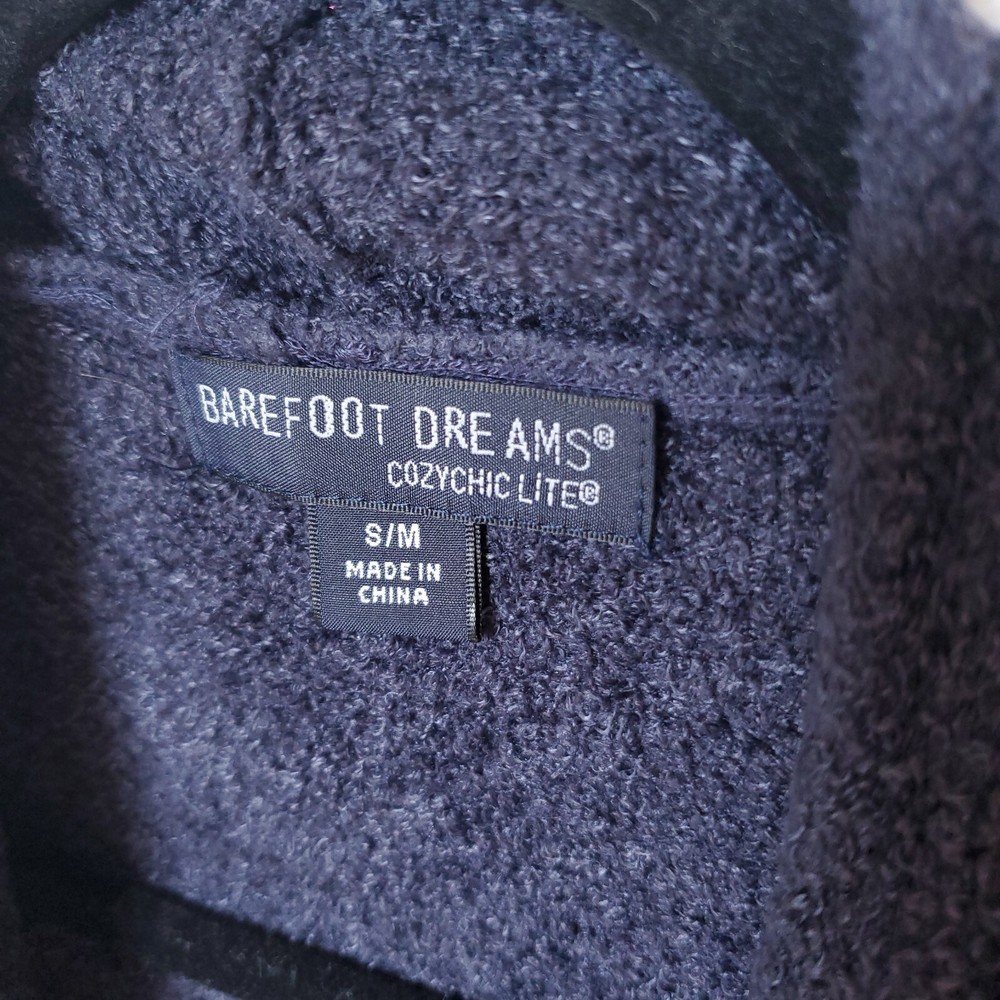 BAREFOOT DREAMS®
COZYCHIC LITE®
S/M
MADE IN
CHINA